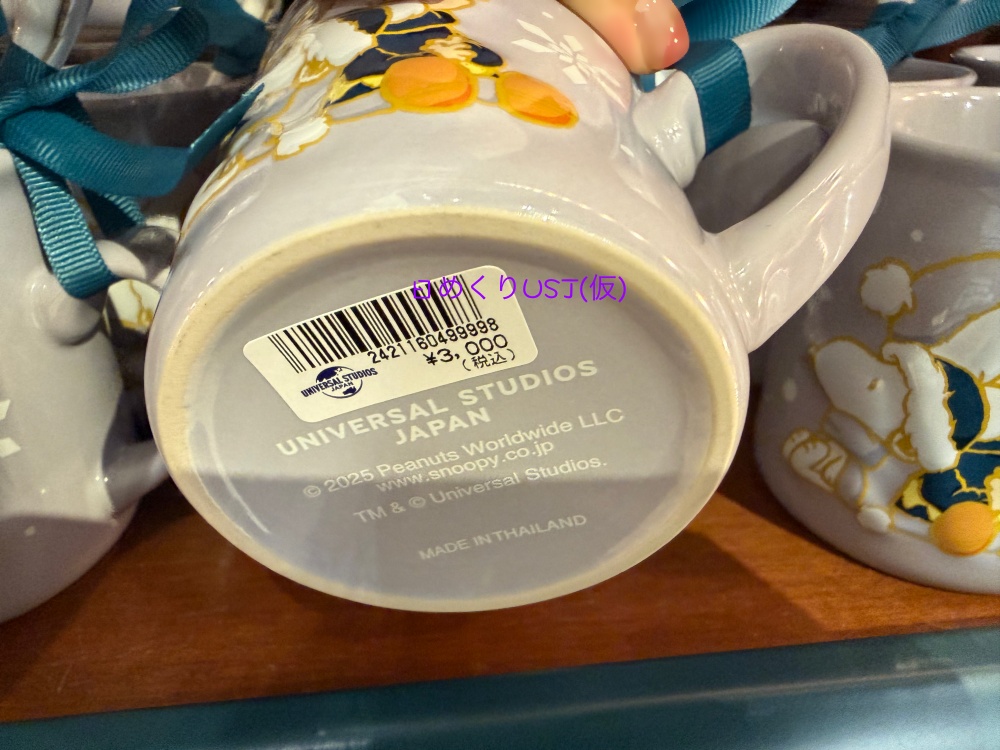 日めくりUSJ(仮)
2421160499998
¥3,000
(税込)
UNIVERSAL STUDIOS
JAPAN
UNIVERSAL STUDIOS
JAPAN
© 2025 Peanuts Worldwide LLC
www.snoopy.co.jp
TM & © Universal Studios.
MADE IN THAILAND